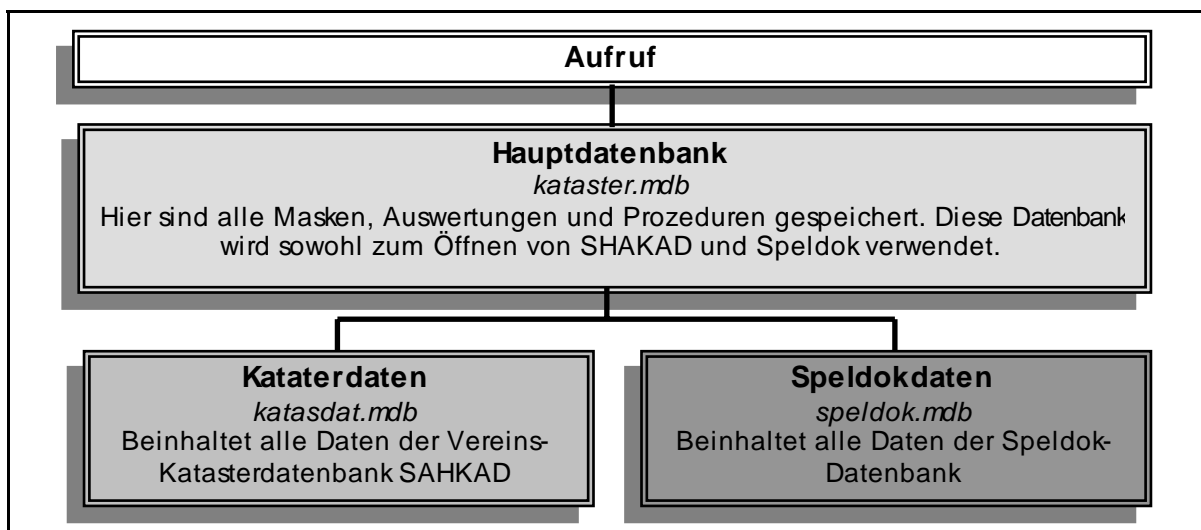 Aufruf
Hauptdatenbank
kataster.mdb
Hier sind alle Masken, Auswertungen und Prozeduren gespeichert. Diese Datenbank
wird sowohl zum Öffnen von SHAKAD und Speldok verwendet.
Kataterdaten
katasdat.mdb
Beinhaltet alle Daten der Vereins-
Katasterdatenbank SAHKAD
Speldokdaten
speldok.mdb
Beinhaltet alle Daten der Speldok-
Datenbank